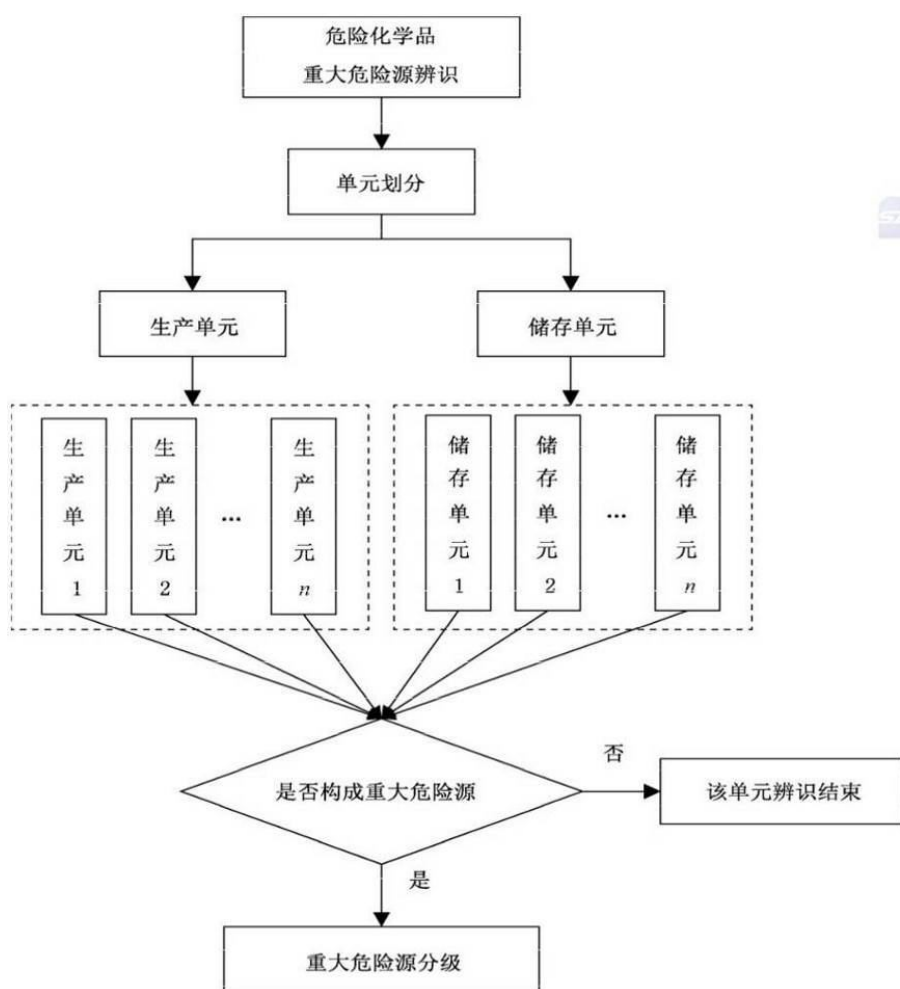 危险化学品
重大危险源辨识
单元划分
生产单元
储存单元
生产单元1
生产单元2
...
生产单元n
储存单元1
储存单元2
...
储存单元n
是否构成重大危险源
否
该单元辨识结束
是
重大危险源分级